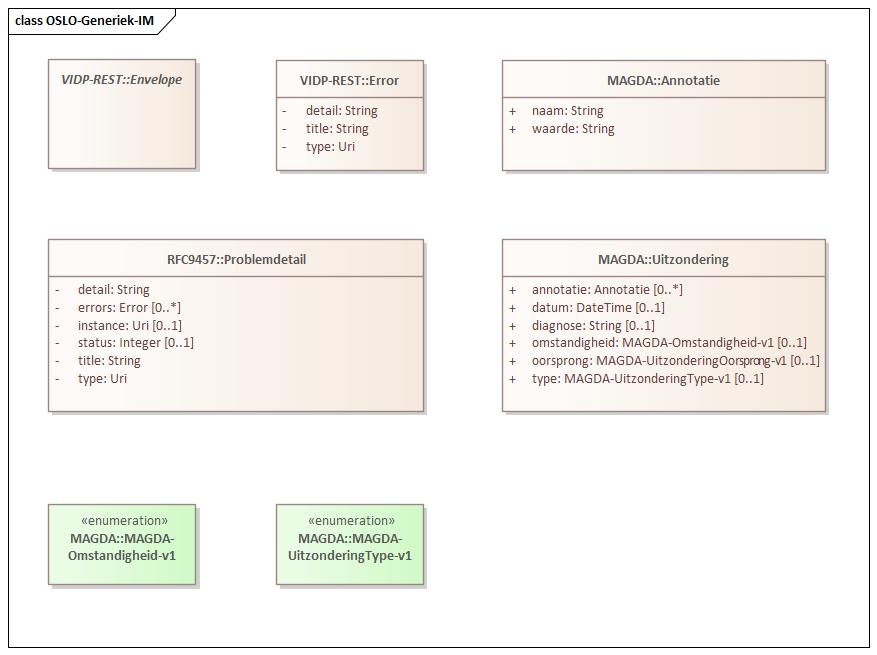 class OSLO-Generiek-IM
VIDP-REST::Envelope
VIDP-REST::Error
- detail: String
- title: String
- type: Uri
MAGDA::Annotatie
+ naam: String
+ waarde: String
RFC9457::Problemdetail
- detail: String
- errors: Error [0..*]
- instance: Uri [0..1]
- status: Integer [0..1]
- title: String
- type: Uri
MAGDA::Uitzondering
+ annotatie: Annotatie [0..*]
+ datum: DateTime [0..1]
+ diagnose: String [0..1]
+ omstandigheid: MAGDA-Omstandigheid-v1 [0..1]
+ oorsprong: MAGDA-UitzonderingOorsprong-v1 [0..1]
+ type: MAGDA-UitzonderingType-v1 [0..1]
«enumeration»
MAGDA::MAGDA-
Omstandigheid-v1
«enumeration»
MAGDA::MAGDA-
UitzonderingType-v1